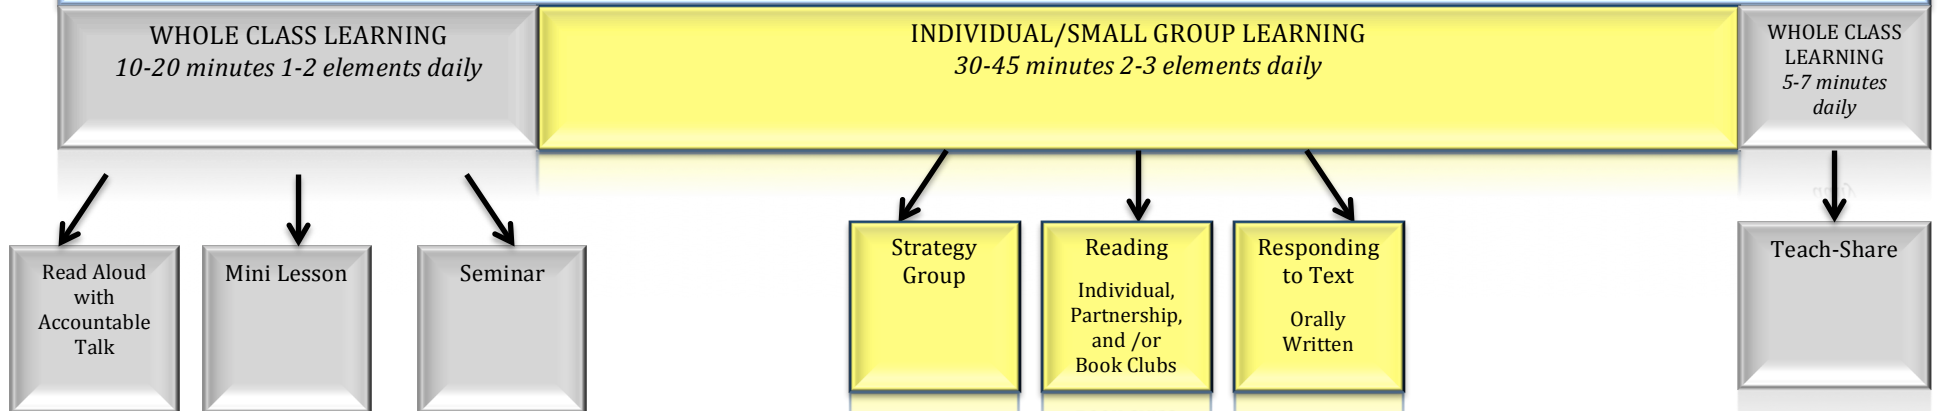 WHOLE CLASS LEARNING
10-20 minutes 1-2 elements daily
INDIVIDUAL/SMALL GROUP LEARNING
30-45 minutes 2-3 elements daily
WHOLE CLASS
LEARNING
5-7 minutes
daily
Read Aloud
with
Accountable
Talk
Mini Lesson
Seminar
Strategy
Group
Reading
Individual,
Partnership,
and /or
Book Clubs
Responding
to Text
Orally
Written
Teach-Share